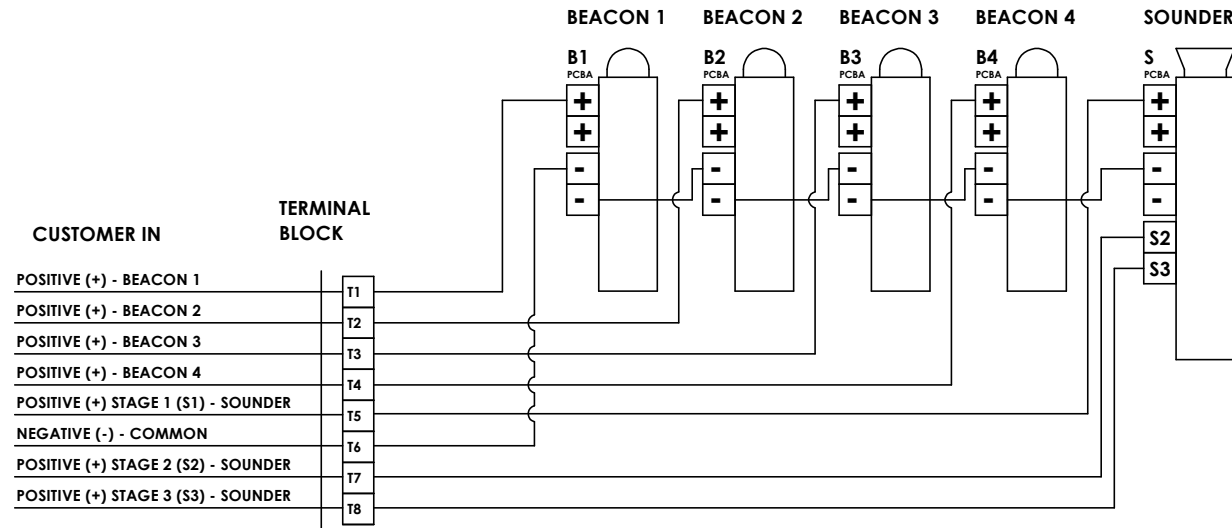 BEACON 1 BEACON 2 BEACON 3 BEACON 4 SOUNDER
B1 B2 B3 B4 S
PCBA PCBA PCBA PCBA PCBA
+ + + + +
+ + + + +
- - - - -
- - - - -
TERMINAL
BLOCK
CUSTOMER IN
S2
S3
POSITIVE (+) - BEACON 1 T1
POSITIVE (+) - BEACON 2 T2
POSITIVE (+) - BEACON 3 T3
POSITIVE (+) - BEACON 4 T4
POSITIVE (+) STAGE 1 (S1) - SOUNDER T5
NEGATIVE (-) - COMMON T6
POSITIVE (+) STAGE 2 (S2) - SOUNDER T7
POSITIVE (+) STAGE 3 (S3) - SOUNDER T8